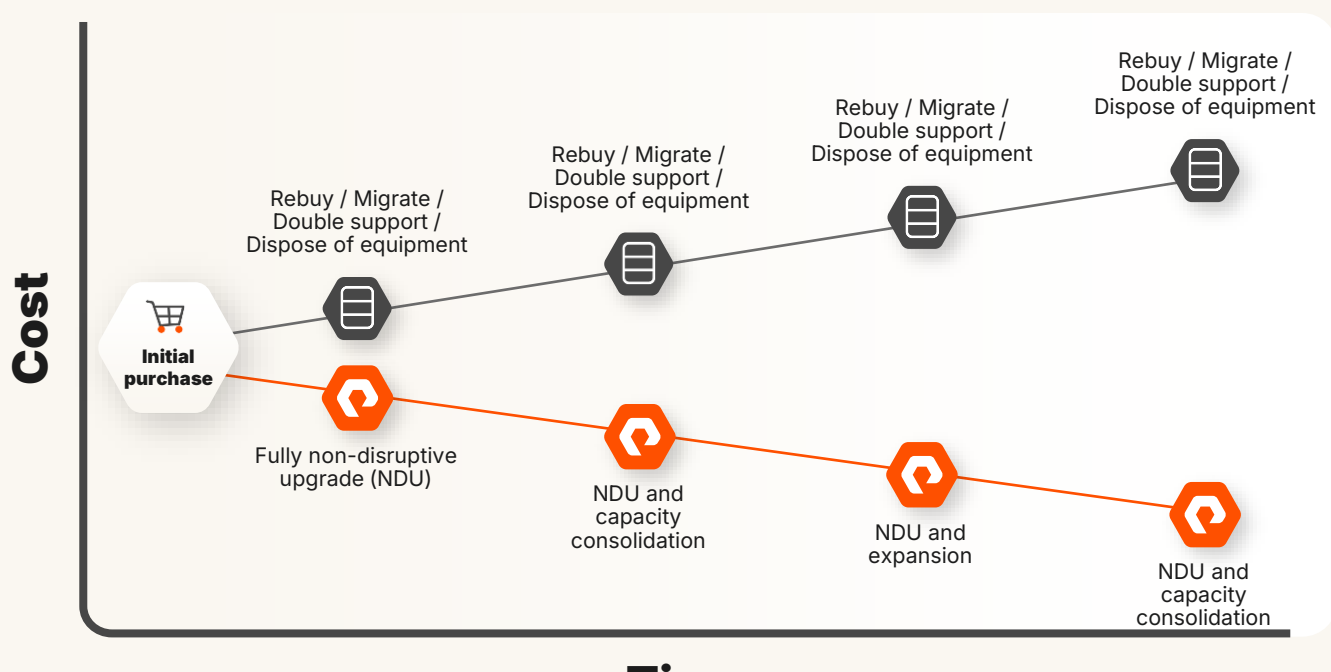 Rebuy / Migrate /
Double support /
Dispose of equipment
Rebuy / Migrate /
Double support /
Dispose of equipment
Rebuy / Migrate /
Double support /
Dispose of equipment
Rebuy / Migrate /
Double support /
Dispose of equipment
Cost
Initial
purchase
Fully non-disruptive
upgrade (NDU)
NDU and
capacity
consolidation
NDU and
expansion
NDU and
capacity
consolidation